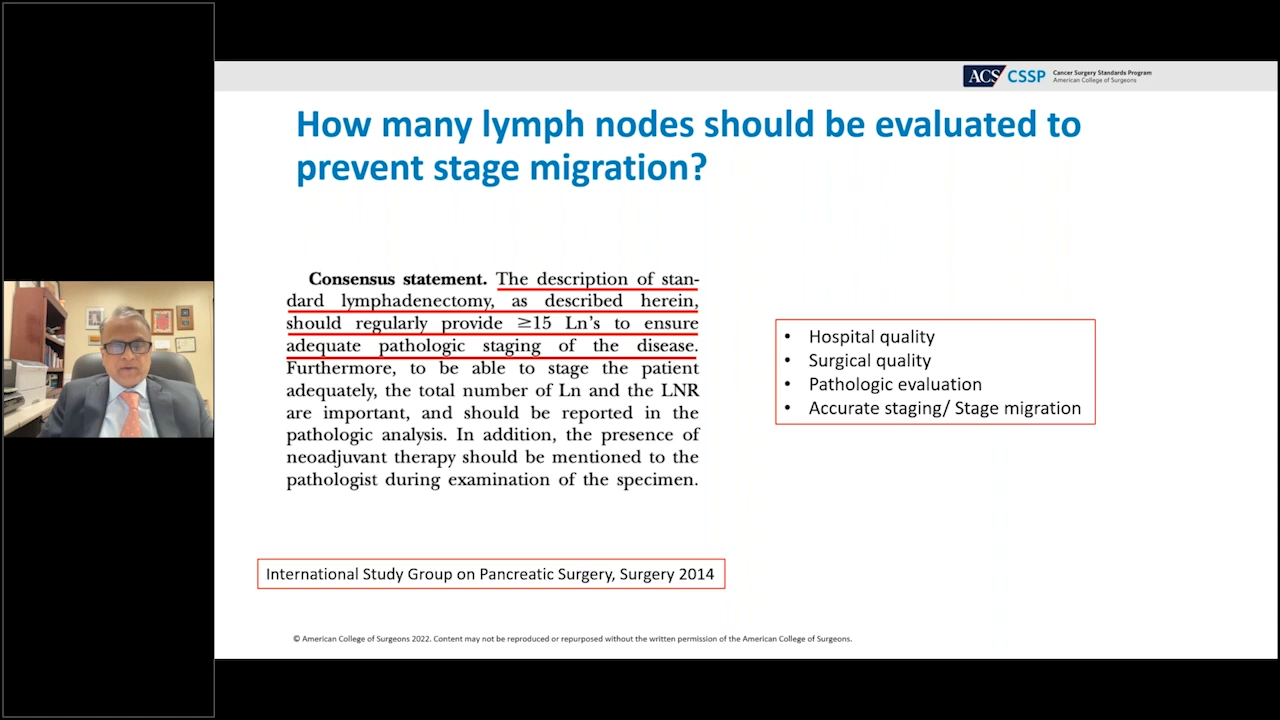 ACS CSSP Cancer Surgery Standards Program
American College of Surgeons
How many lymph nodes should be evaluated to
prevent stage migration?
Consensus statement. The description of stan-
dard lymphadenectomy, as described herein,
should regularly provide ≥15 Ln's to ensure
adequate pathologic staging of the disease.
Furthermore, to be able to stage the patient
adequately, the total number of Ln and the LNR
are important, and should be reported in the
pathologic analysis. In addition, the presence of
neoadjuvant therapy should be mentioned to the
pathologist during examination of the specimen.
• Hospital quality
• Surgical quality
• Pathologic evaluation
• Accurate staging/ Stage migration
International Study Group on Pancreatic Surgery, Surgery 2014
© American College of Surgeons 2022. Content may not be reproduced or repurposed without the written permission of the American College of Surgeons.